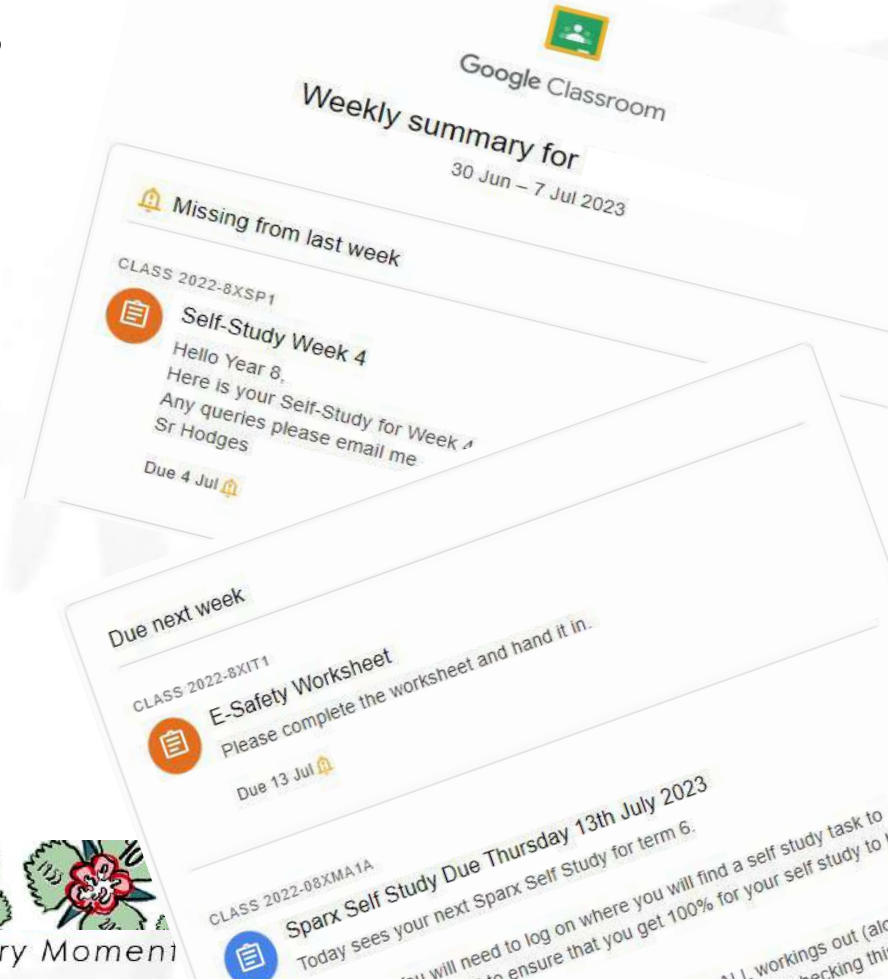 Google Classroom
Weekly summary for
30 Jun – 7 Jul 2023
Missing from last week
CLASS 2022-8XSP1
Self-Study Week 4
Hello Year 8,
Here is your Self-Study for Week 4
Any queries please email me
Sr Hodges
Due 4 Jul
Due next week
CLASS 2022-8XIT1
E-Safety Worksheet
Please complete the worksheet and hand it in.
Due 13 Jul
CLASS 2022-08XMA1A
Sparx Self Study Due Thursday 13th July 2023
Today sees your next Sparx Self Study for term 6.
will need to log on where you will find a self study task to
to ensure that you get 100% for your self study to
workings out
Moment